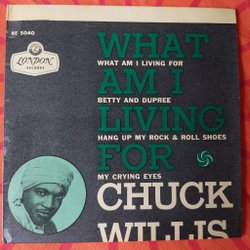 RE 5040
LONDON
RECORDS
WHAT
WHAT AM I LIVING FOR
AM I
BETTY AND DUPREE
LIVING
HANG UP MY ROCK & ROLL SHOES
FOR
MY CRYING EYES
CHUCK
WILLIS